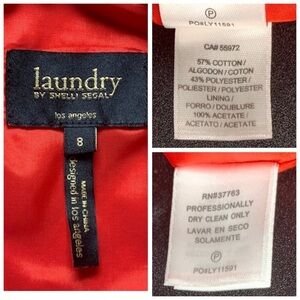 laundry
BY SHELLI SEGAL
los angeles
8
MADE IN CHINA
designed in los angeles
P
PO#LY11591
CA# 55972
57% COTTON /
ALGODON / COTON
43% POLYESTER /
POLIESTER / POLYESTER
LINING /
FORRO / DOUBLURE
100% ACETATE /
ACETATO / ACETATE
RN#37763
PROFESSIONALLY
DRY CLEAN ONLY
LAVAR EN SECO
SOLAMENTE
P
PO#LY11591